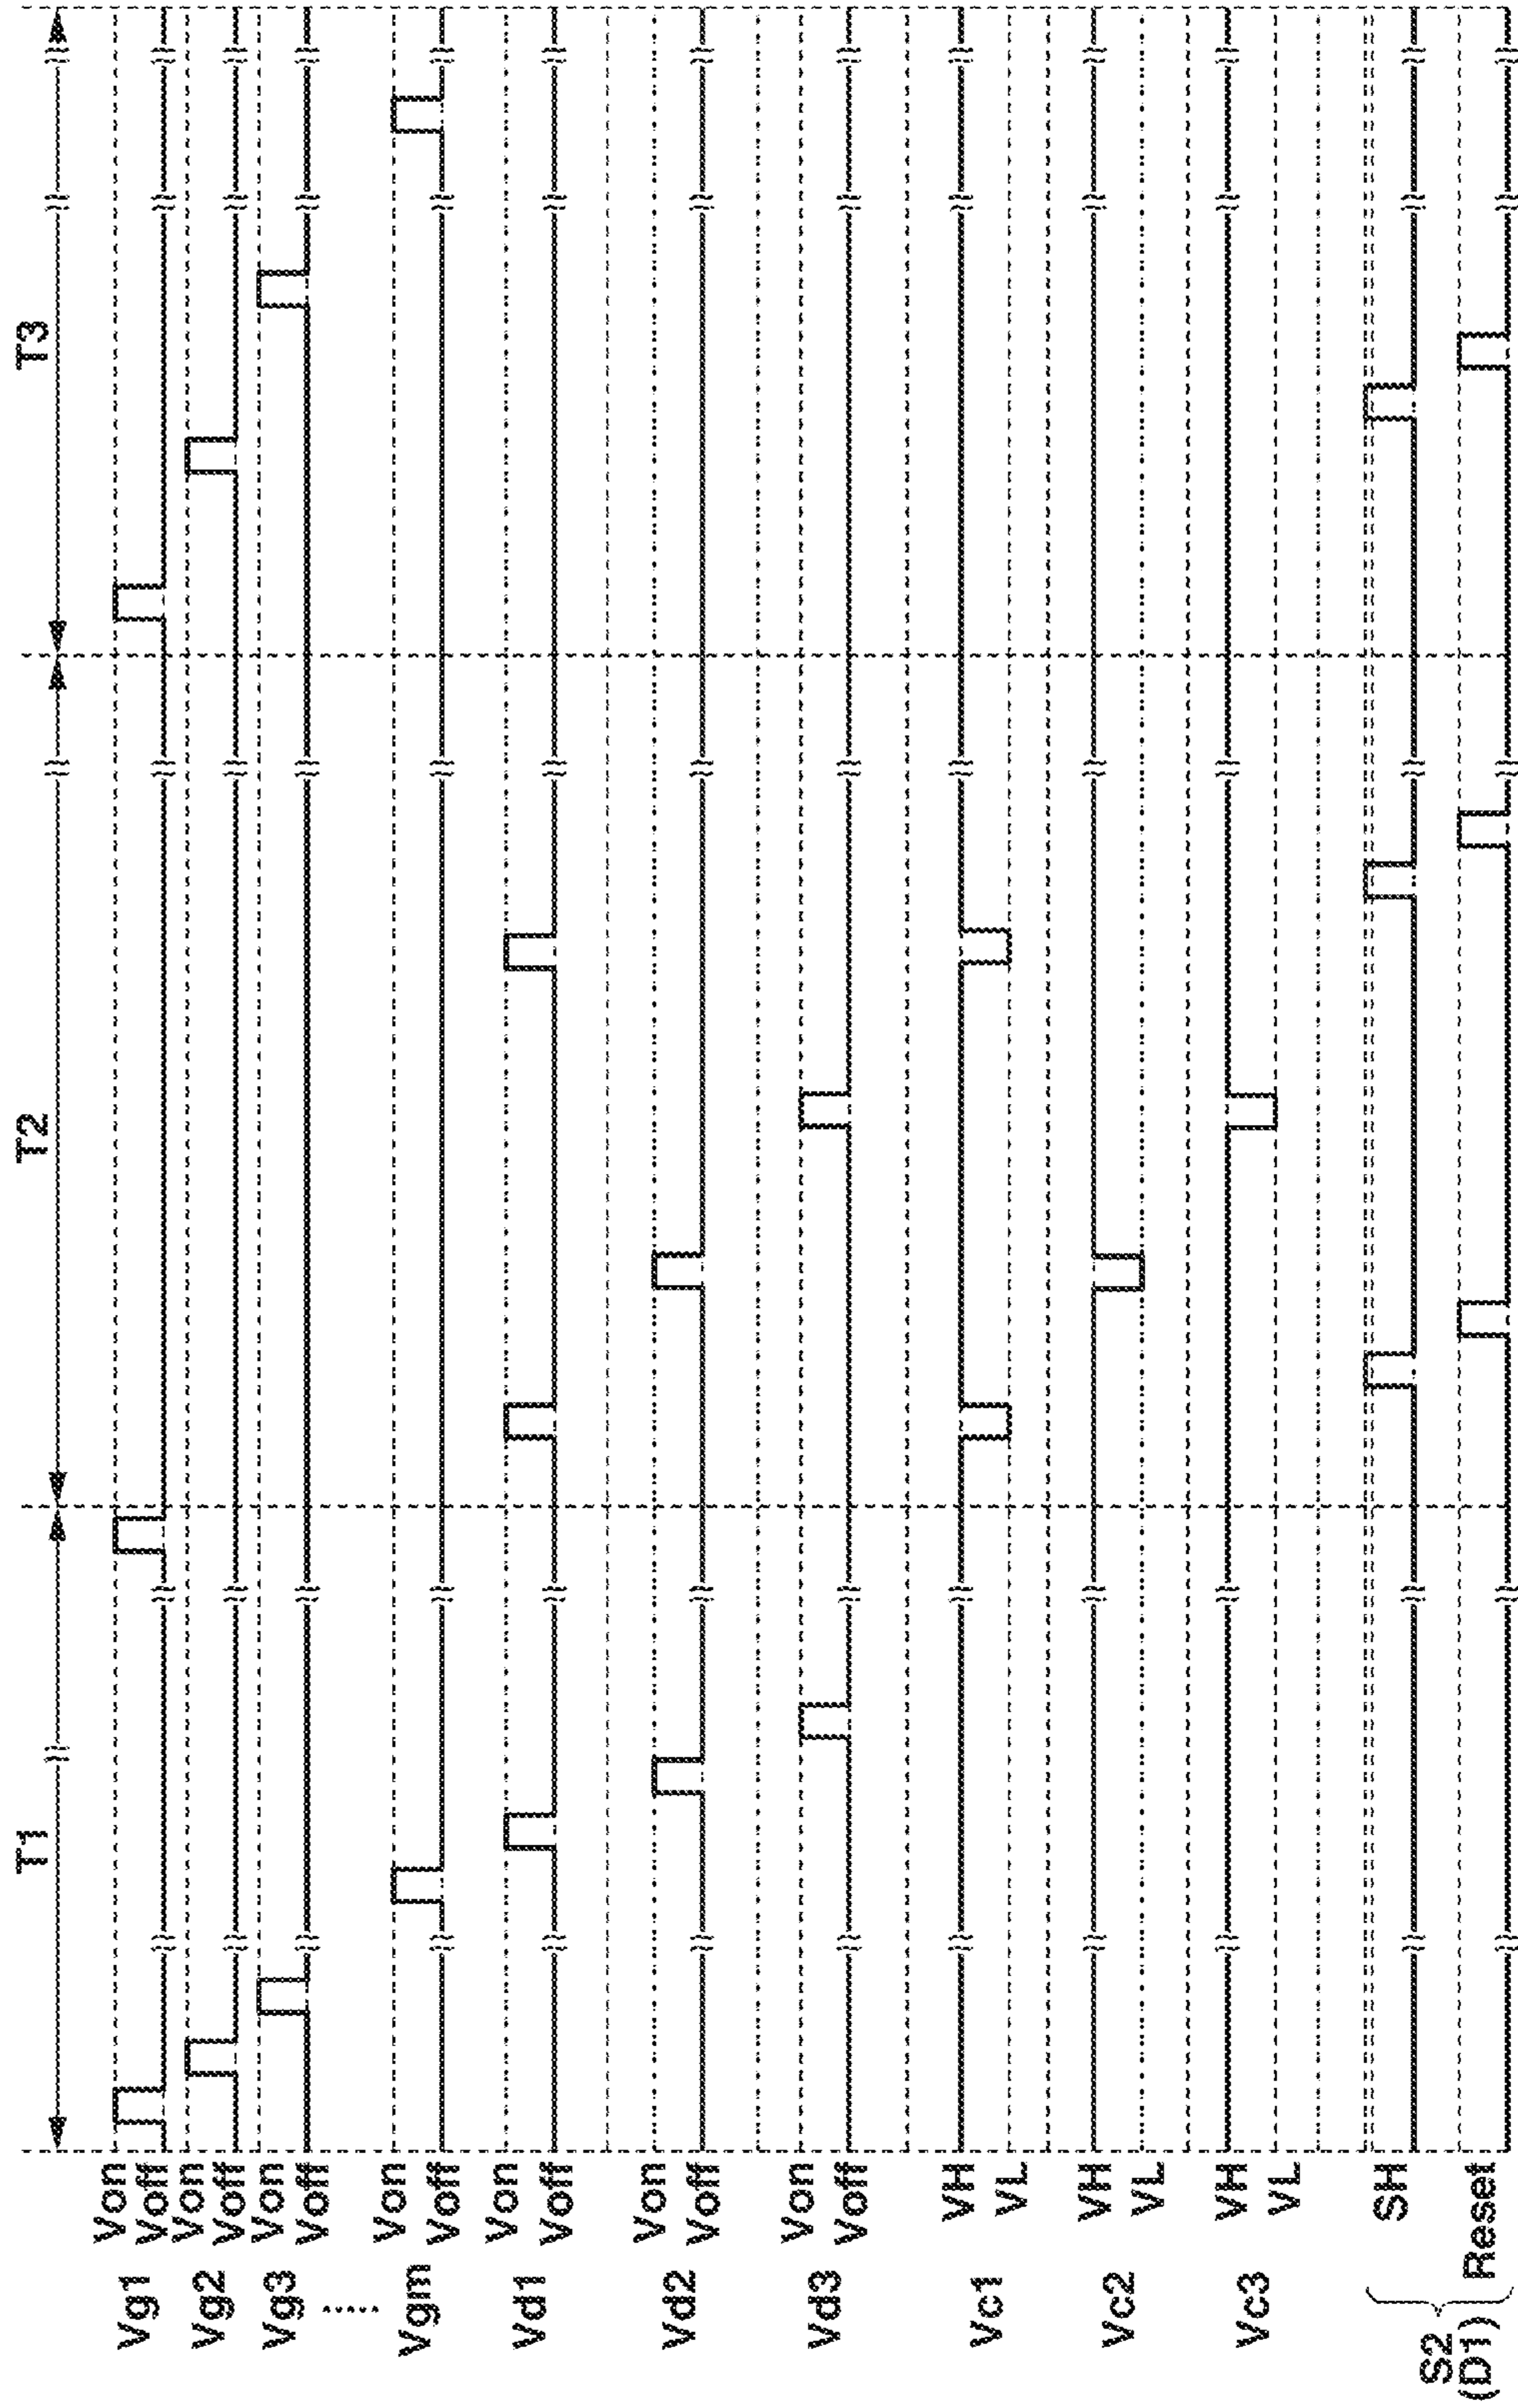 T1 T2 T3
Vg1 Von
Voff
Vg2 Von
Voff
Vg3 Von
Voff
......
Vgm Von
Voff
Vd1 Von
Voff
Vd2 Von
Voff
Vd3 Von
Voff
Vc1 VH
VL
Vc2 VH
VL
Vc3 VH
VL
S2
(D1)
SH
Reset